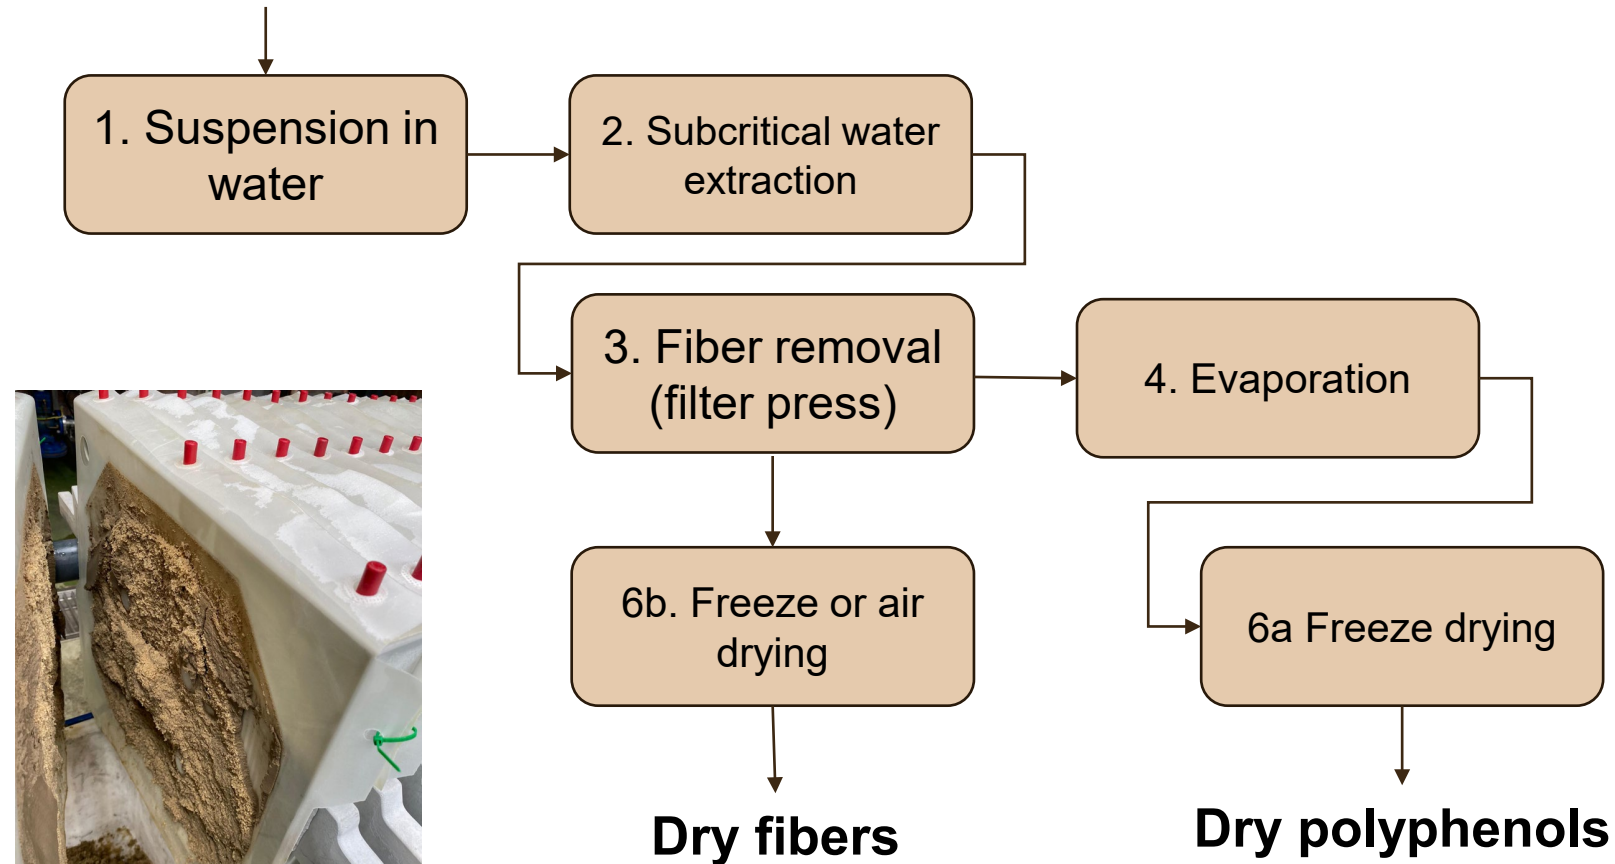 1. Suspension in
water
2. Subcritical water
extraction
3. Fiber removal
(filter press)
4. Evaporation
6b. Freeze or air
drying
6a Freeze drying
Dry fibers
Dry polyphenols